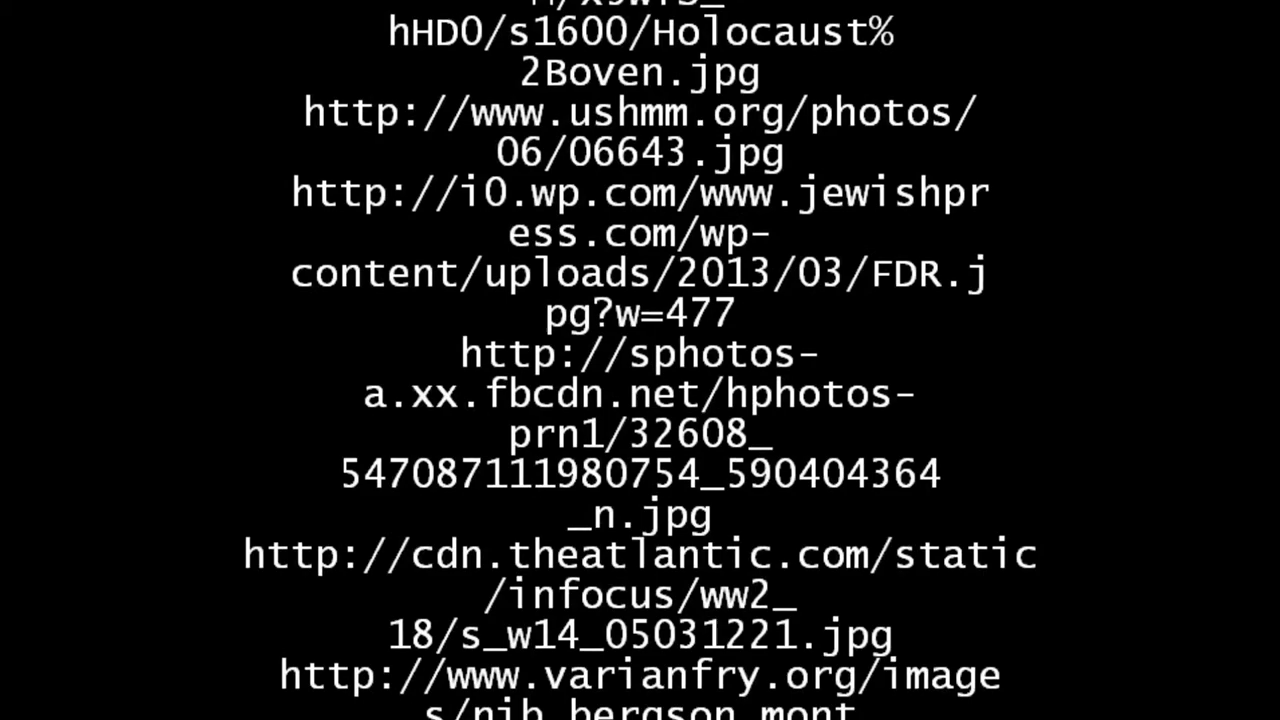 hHD0/s1600/Holocaust%
2Boven.jpg
http://www.ushmm.org/photos/
06/06643.jpg
http://i0.wp.com/www.jewishpr
ess.com/wp-
content/uploads/2013/03/FDR.j
pg?w=477
http://sphotos-
a.xx.fbcdn.net/hphotos-
prn1/32608_
547087111980754_590404364
_n.jpg
http://cdn.theatlantic.com/static
/infocus/ww2_
18/s_w14_05031221.jpg
http://www.varianfry.org/image
s/nib_bergson_mont